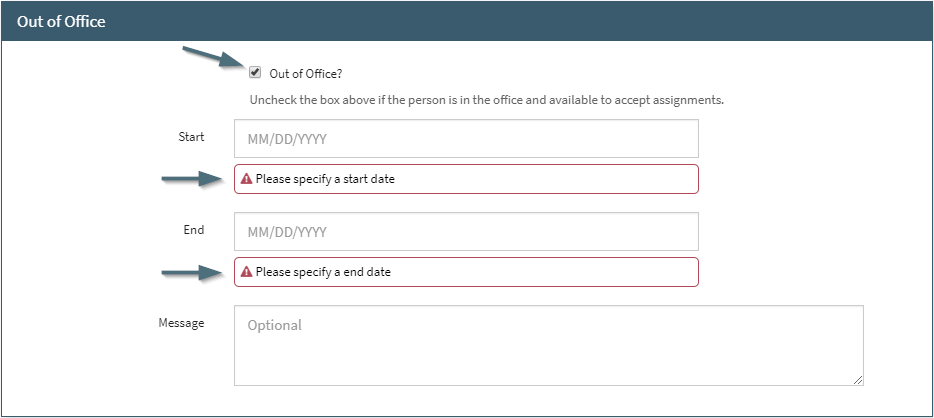 Out of Office
Out of Office?
Uncheck the box above if the person is in the office and available to accept assignments.
Start
MM/DD/YYYY
Please specify a start date
End
MM/DD/YYYY
Please specify a end date
Message
Optional